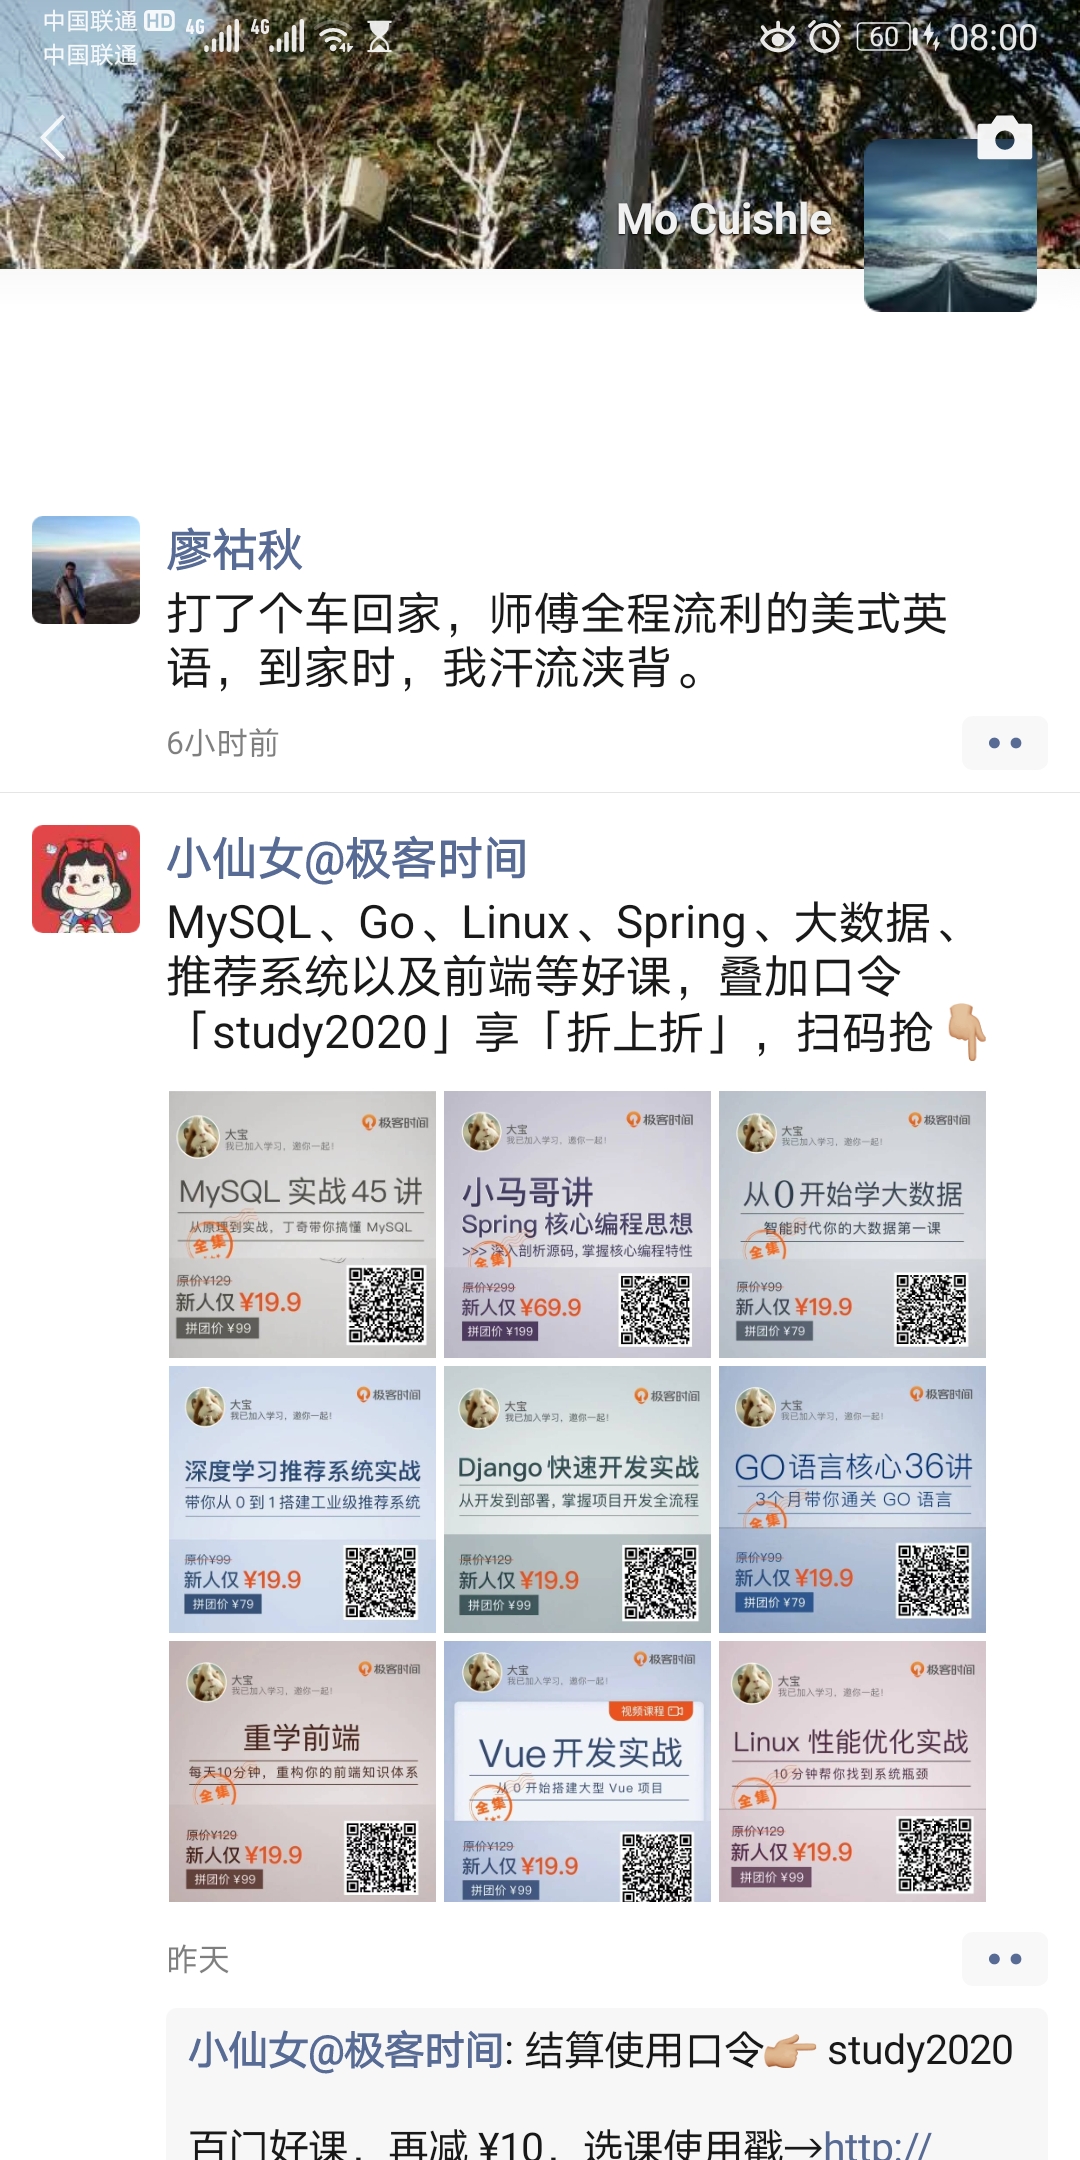 中国联通 HD 4G 4G 60 08:00
中国联通
Mo Cuishle
廖祜秋
打了个车回家，师傅全程流利的美式英
语，到家时，我汗流浃背。
6小时前
小仙女@极客时间
MySQL、Go、Linux、Spring、大数据、
推荐系统以及前端等好课，叠加口令
「study2020」享「折上折」，扫码抢👇🏼
大宝
我已加入学习，邀你一起！
极客时间
MySQL 实战45讲
从原理到实战，丁奇带你搞懂 MySQL
全集
原价¥129
新人仅 ¥19.9
拼团价 ¥99
大宝
我已加入学习，邀你一起！
极客时间
小马哥讲
Spring 核心编程思想
>>> 深入剖析源码，掌握核心编程特性
全集
原价¥299
新人仅 ¥69.9
拼团价 ¥199
大宝
我已加入学习，邀你一起！
极客时间
从0开始学大数据
智能时代你的大数据第一课
全集
原价¥99
新人仅 ¥19.9
拼团价 ¥79
大宝
我已加入学习，邀你一起！
极客时间
深度学习推荐系统实战
带你从0到1搭建工业级推荐系统
原价¥99
新人仅 ¥19.9
拼团价 ¥79
大宝
我已加入学习，邀你一起！
极客时间
Django快速开发实战
从开发到部署，掌握项目开发全流程
原价¥129
新人仅 ¥19.9
拼团价 ¥99
大宝
我已加入学习，邀你一起！
极客时间
GO语言核心36讲
3个月带你通关 GO 语言
全集
原价¥99
新人仅 ¥19.9
拼团价 ¥79
大宝
我已加入学习，邀你一起！
极客时间
重学前端
每天10分钟，重构你的前端知识体系
全集
原价¥129
新人仅 ¥19.9
拼团价 ¥99
大宝
我已加入学习，邀你一起！
极客时间
视频课程
Vue开发实战
从0开始搭建大型 Vue 项目
全集
原价¥129
新人仅 ¥19.9
拼团价 ¥99
大宝
我已加入学习，邀你一起！
极客时间
Linux 性能优化实战
10分钟帮你找到系统瓶颈
全集
原价¥129
新人仅 ¥19.9
拼团价 ¥99
昨天
小仙女@极客时间: 结算使用口令👉🏼 study2020
百门好课，再减 ¥10，选课使用戳→http://